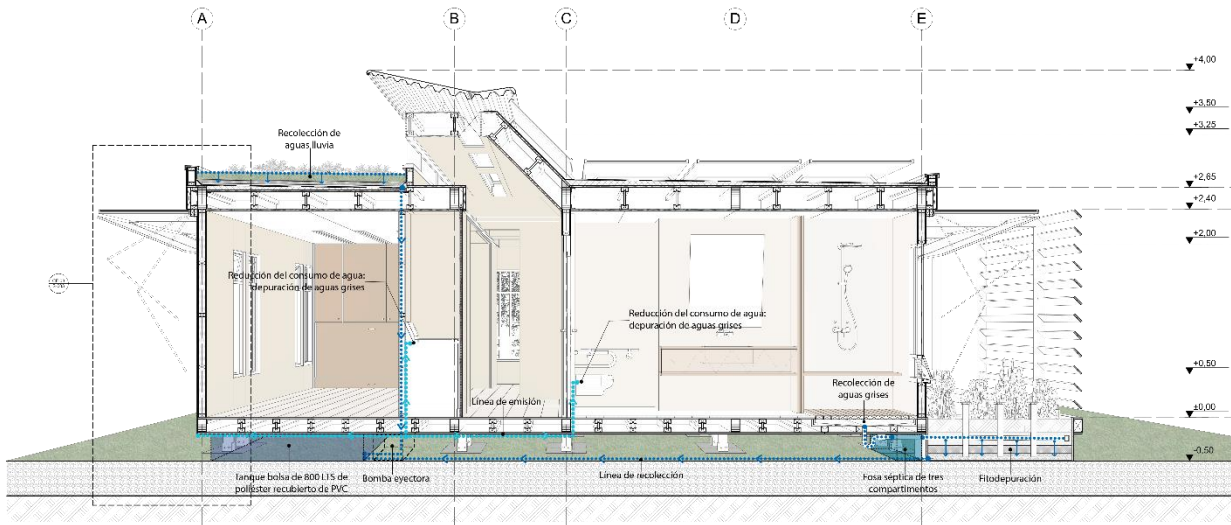 A
B
C
D
E
+4,00
+3,50
+3,25
+2,65
+2,40
+2,00
+0,50
±0,00
-0.50
Recolección de
aguas lluvia
Reducción del consumo de agua:
depuración de aguas grises
Reducción del consumo de agua:
depuración de aguas grises
Recolección de
aguas grises
Línea de emisión
Tanque bolsa de 800 LTS de
poliéster recubierto de PVC
Bomba eyectora
Línea de recolección
Fosa séptica de tres
compartimentos
Fitodepuración